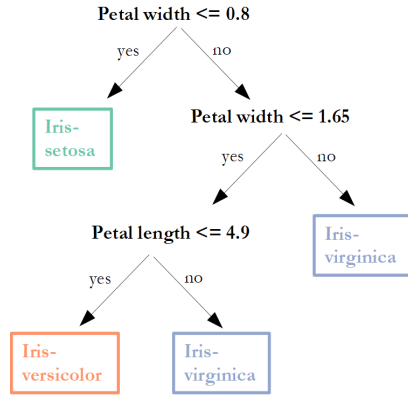 Petal width <= 0.8
yes
no
Iris-
setosa
Petal width <= 1.65
yes
no
Petal length <= 4.9
Iris-
virginica
yes
no
Iris-
versicolor
Iris-
virginica